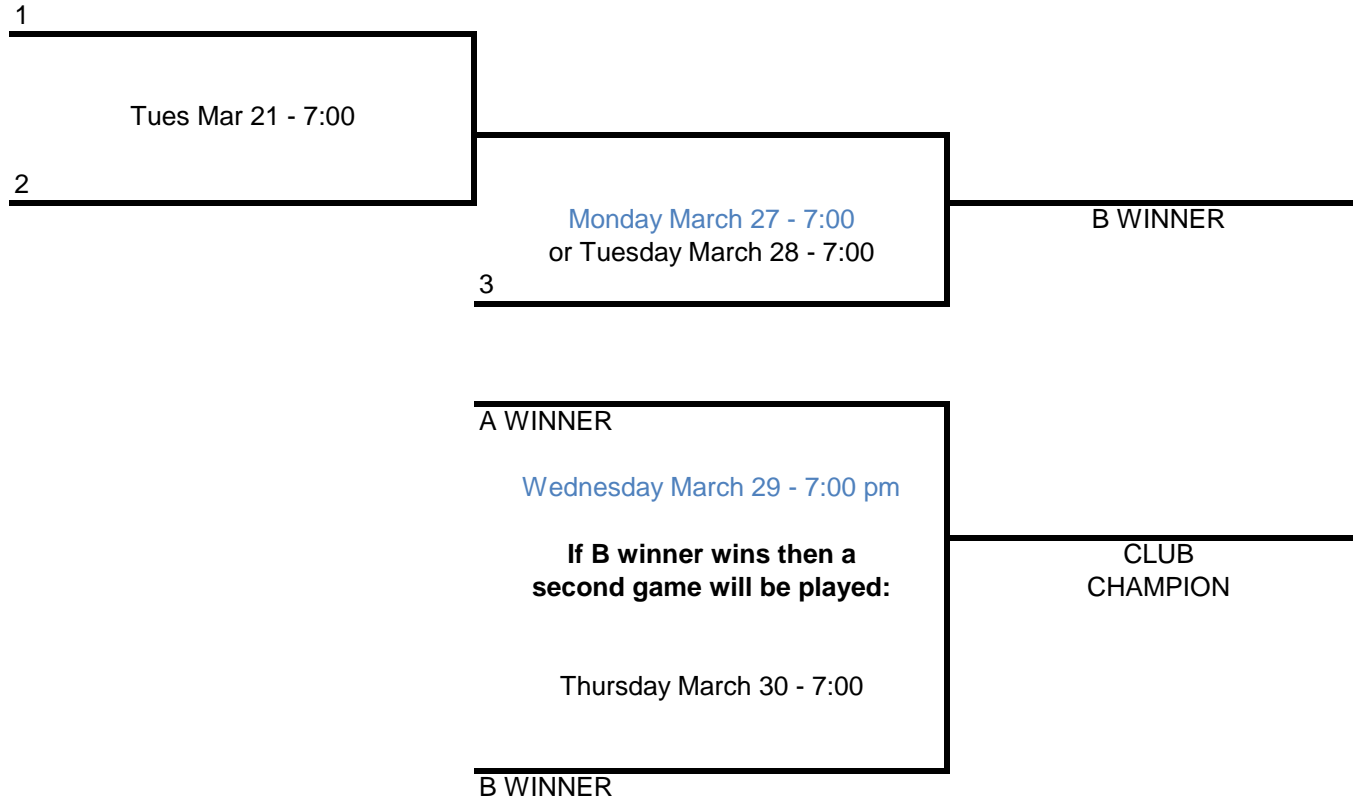 1
Tues Mar 21 - 7:00
2
Monday March 27 - 7:00
or Tuesday March 28 - 7:00
B WINNER
3
A WINNER
Wednesday March 29 - 7:00 pm
If B winner wins then a
second game will be played:
CLUB
CHAMPION
Thursday March 30 - 7:00
B WINNER